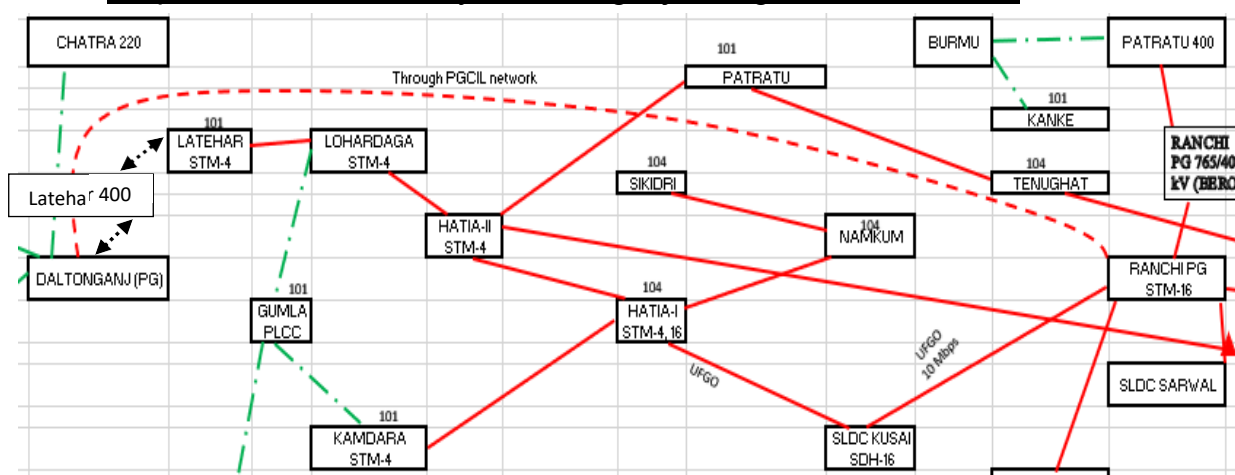 CHATRA 220
BURMU
PATRATU 400
101
PATRATU
Through PGCIL network
101
KANKE
101
LATEHAR
STM-4
LOHARDAGA
STM-4
RANCHI
PG 765/40
kV (BERO
104
SIKIDRI
104
TENUGHAT
Latehar 400
HATIA-II
STM-4
104
NAMKUM
DALTONGANJ (PG)
RANCHI PG
STM-16
101
GUMLA
PLCC
104
HATIA-I
STM-4, 16
UFGO
10 Mbps
UFGO
SLDC SARWAL
101
KAMDARA
STM-4
SLDC KUSAI
SDH-16